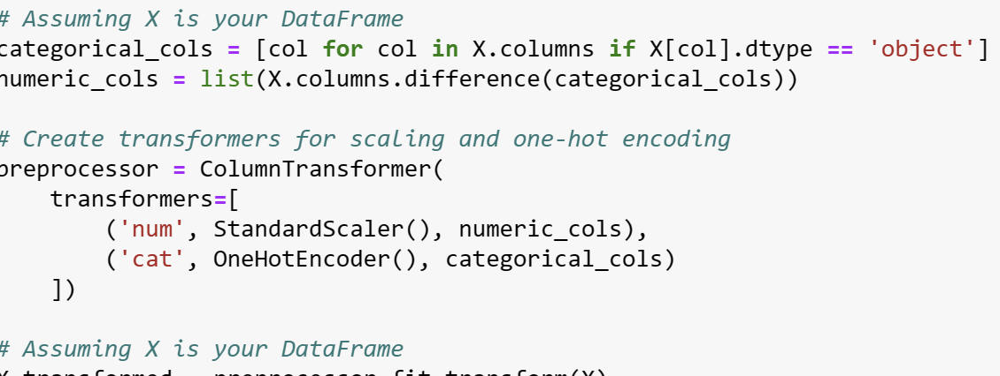 # Assuming X is your DataFrame
categorical_cols = [col for col in X.columns if X[col].dtype == 'object']
numeric_cols = list(X.columns.difference(categorical_cols))
# Create transformers for scaling and one-hot encoding
preprocessor = ColumnTransformer(
transformers=[
('num', StandardScaler(), numeric_cols),
('cat', OneHotEncoder(), categorical_cols)
])
# Assuming X is your DataFrame
X_transformed = preprocessor.fit_transform(X)